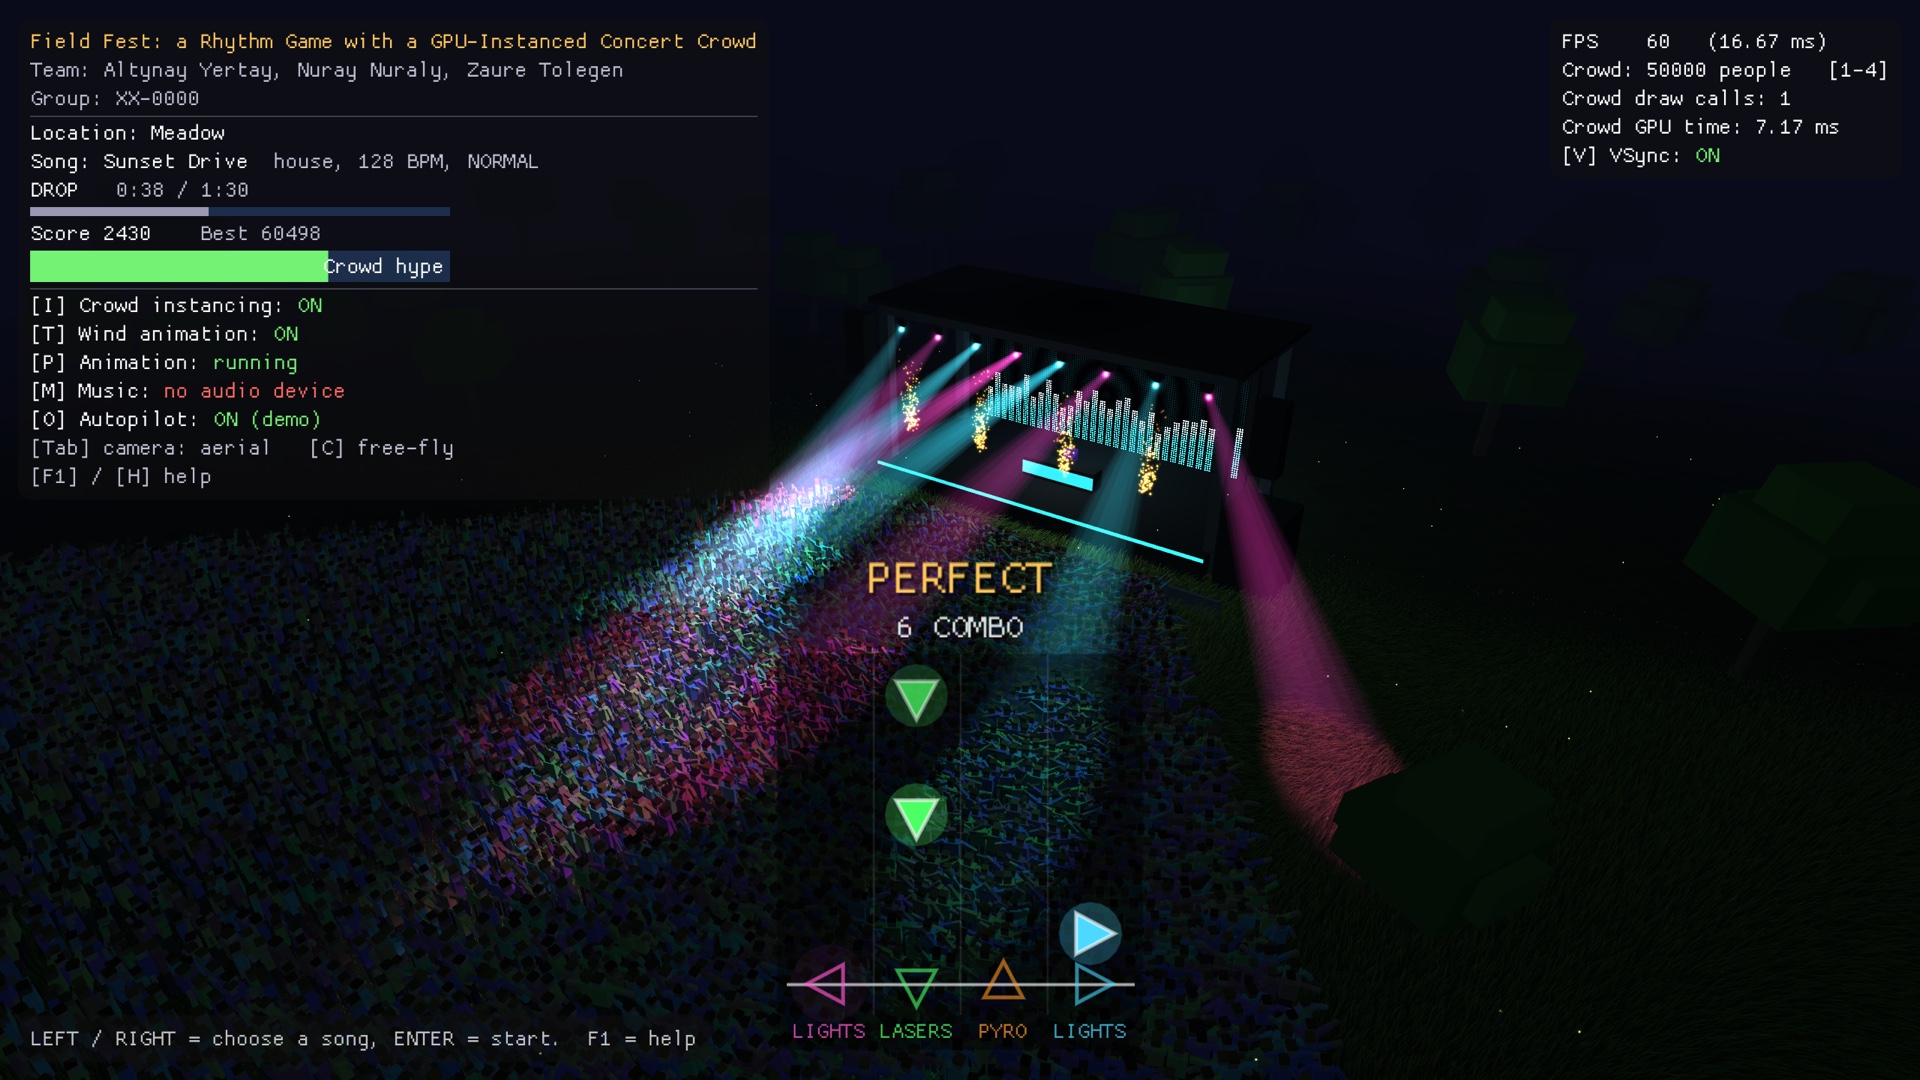 Field Fest: a Rhythm Game with a GPU-Instanced Concert Crowd
Team: Altynay Yertay, Nuray Nuraly, Zaure Tolegen
Group: XX-0000
Location: Meadow
Song: Sunset Drive house, 128 BPM, NORMAL
DROP 0:38 / 1:30
Score 2430 Best 60498
Crowd hype
[I] Crowd instancing: ON
[T] Wind animation: ON
[P] Animation: running
[M] Music: no audio device
[O] Autopilot: ON (demo)
[Tab] camera: aerial [C] free-fly
[F1] / [H] help
FPS 60 (16.67 ms)
Crowd: 50000 people [1-4]
Crowd draw calls: 1
Crowd GPU time: 7.17 ms
[V] VSync: ON
PERFECT
6 COMBO
LIGHTS LASERS PYRO LIGHTS
LEFT / RIGHT = choose a song, ENTER = start. F1 = help